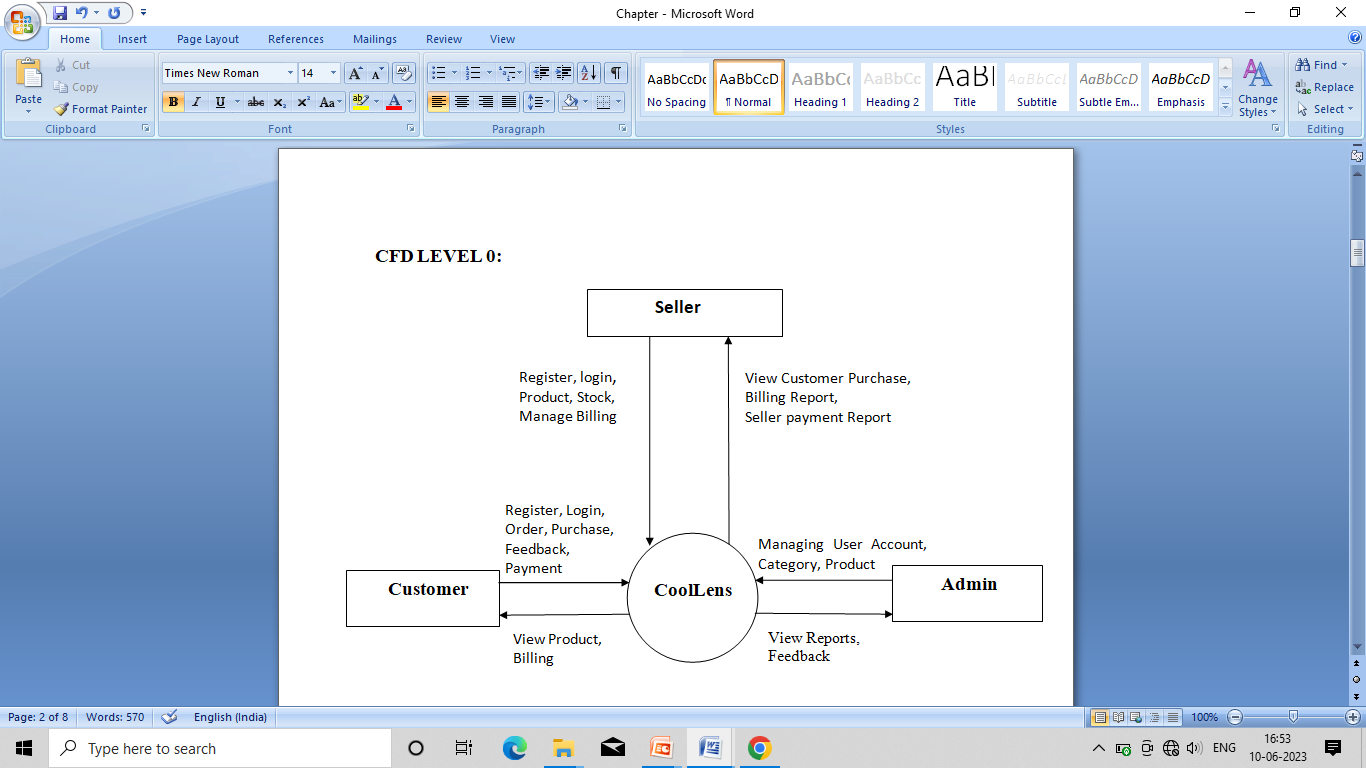 Chapter - Microsoft Word
Home Insert Page Layout References Mailings Review View
Paste
Cut
Copy
Format Painter
Clipboard
Times New Roman 14
B I U abc x₂ x² Aa
Font
Paragraph
AaBbCcDc AaBbCcD AaBbCc AaBbCc AaBl AaBbCcI AaBbCcD AaBbCcD
No Spacing ¶ Normal Heading 1 Heading 2 Title Subtitle Subtle Em... Emphasis
Change
Styles
Styles
Find
Replace
Select
Editing
CFD LEVEL 0:
Seller
Register, login,
Product, Stock,
Manage Billing
View Customer Purchase,
Billing Report,
Seller payment Report
Register, Login,
Order, Purchase,
Feedback,
Payment
Managing User Account,
Category, Product
Customer
CoolLens
Admin
View Product,
Billing
View Reports,
Feedback
Page: 2 of 8 Words: 570 English (India) 100%
Type here to search
ENG
16:53
10-06-2023